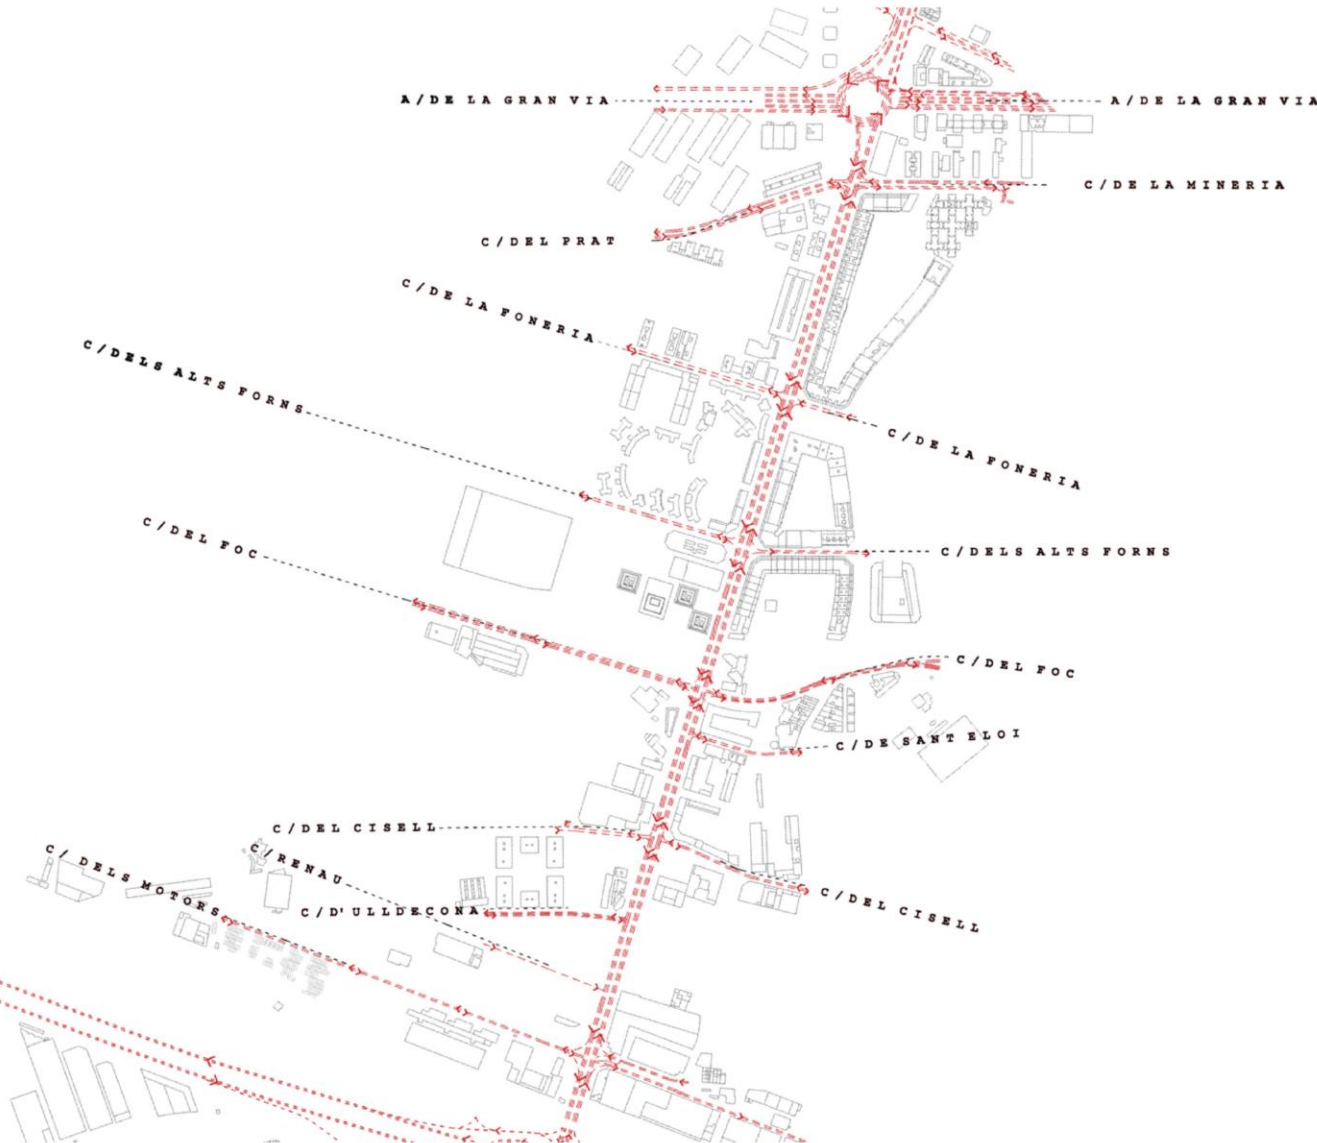 A/DE LA GRAN VIA
A/DE LA GRAN VIA
C/DE LA MINERIA
C/DEL PRAT
C/DE LA FONERIA
C/DELS ALTS FORNS
C/DE LA FONERIA
C/DEL FOC
C/DELS ALTS FORNS
C/DEL FOC
C/DE SANT ELOI
C/DEL CISELL
C/RENAU
C/ DELS MOTORS
C/D'ULLDECONA
C/DEL CISELL